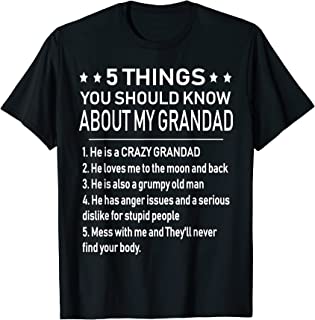 ★★ 5 THINGS ★★
YOU SHOULD KNOW
ABOUT MY GRANDAD
1. He is a CRAZY GRANDAD
2. He loves me to the moon and back
3. He is also a grumpy old man
4. He has anger issues and a serious
dislike for stupid people
5. Mess with me and They'll never
find your body.